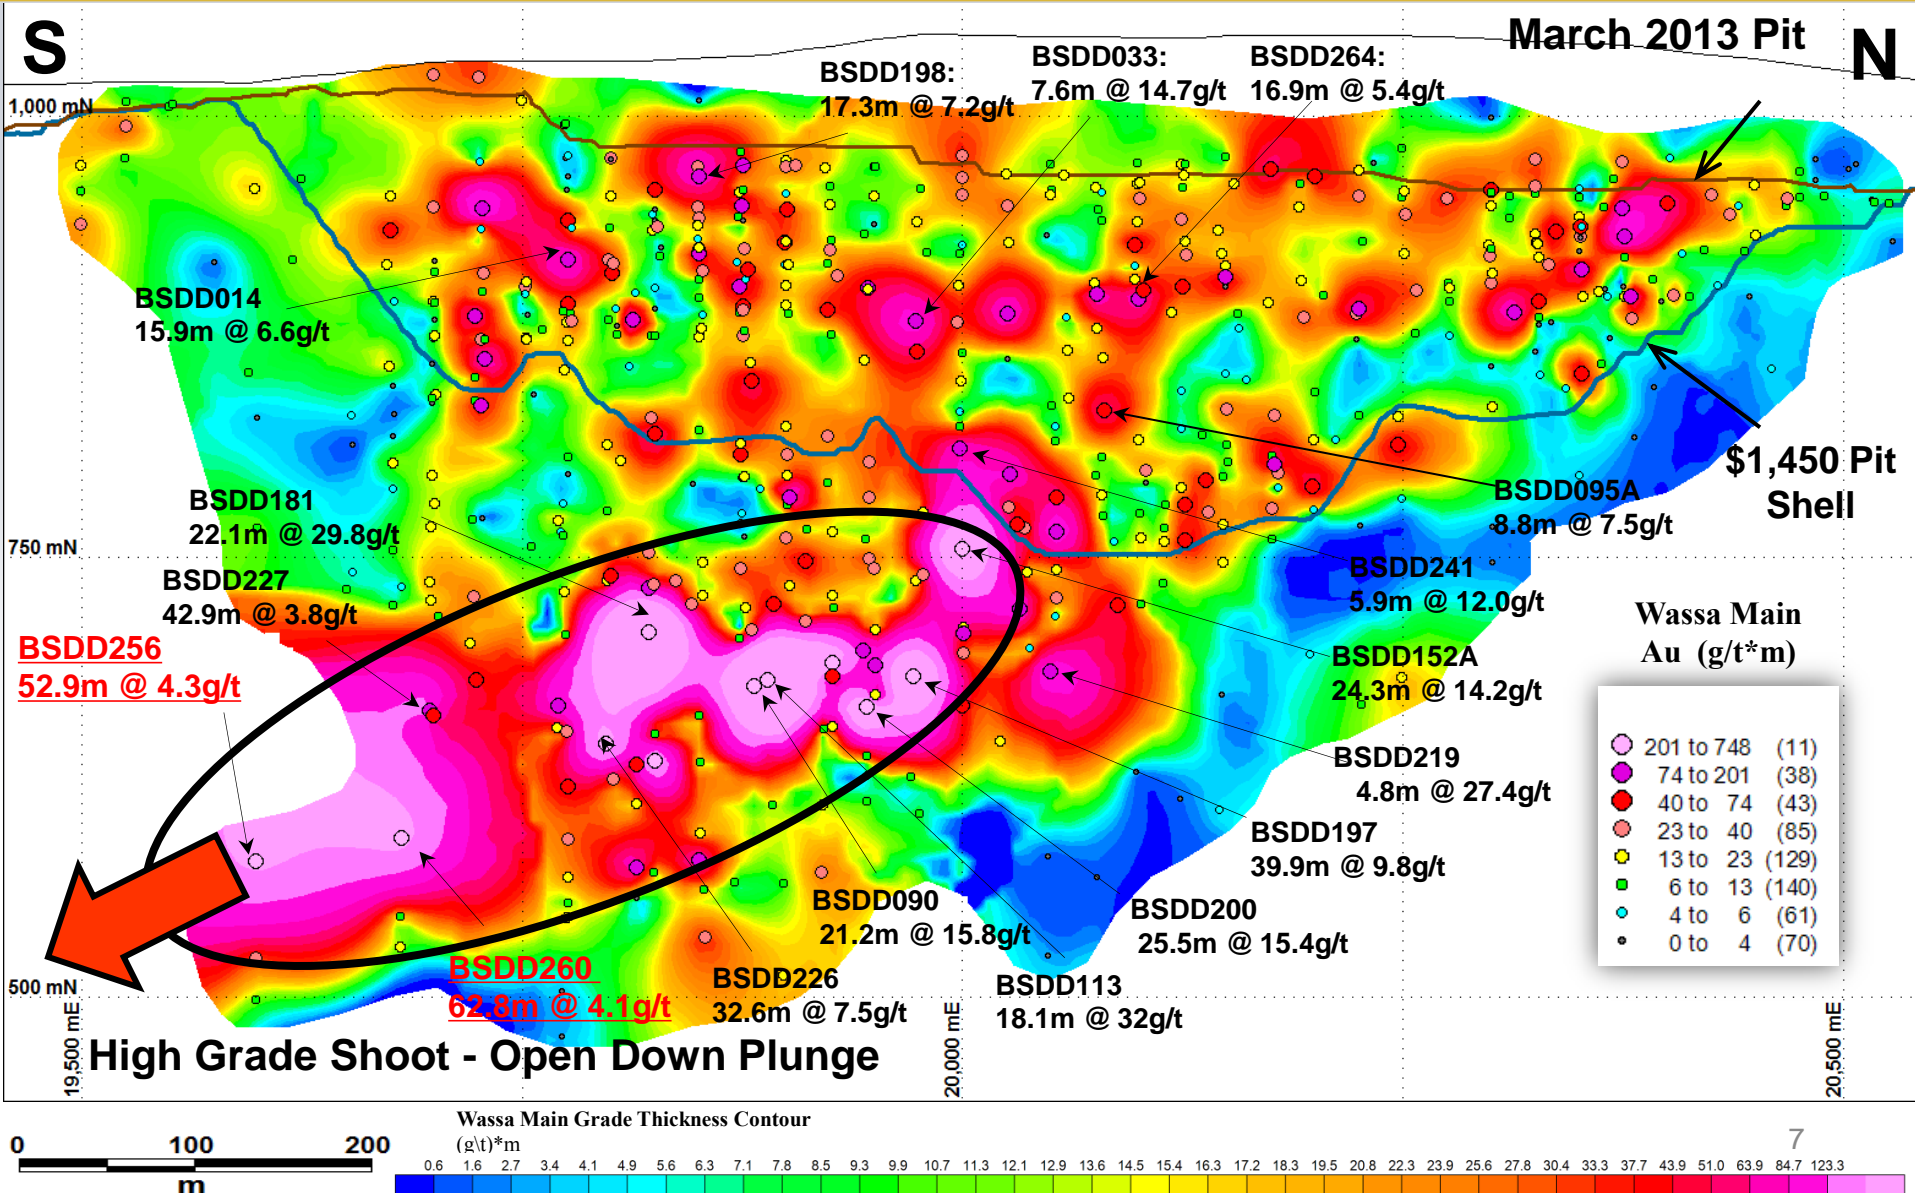 S
March 2013 Pit
N
BSDD198:
17.3m @ 7.2g/t
BSDD033:
7.6m @ 14.7g/t
BSDD264:
16.9m @ 5.4g/t
1,000 mN
BSDD014
15.9m @ 6.6g/t
$1,450 Pit
Shell
BSDD181
22.1m @ 29.8g/t
BSDD095A
8.8m @ 7.5g/t
750 mN
BSDD227
42.9m @ 3.8g/t
BSDD241
5.9m @ 12.0g/t
BSDD256
52.9m @ 4.3g/t
BSDD152A
24.3m @ 14.2g/t
Wassa Main
Au (g/t*m)
201 to 748 (11)
74 to 201 (38)
40 to 74 (43)
23 to 40 (85)
13 to 23 (129)
6 to 13 (140)
4 to 6 (61)
0 to 4 (70)
BSDD219
4.8m @ 27.4g/t
BSDD197
39.9m @ 9.8g/t
BSDD090
21.2m @ 15.8g/t
BSDD200
25.5m @ 15.4g/t
BSDD260
62.8m @ 4.1g/t
BSDD226
32.6m @ 7.5g/t
BSDD113
18.1m @ 32g/t
500 mN
19,500 mE
20,000 mE
20,500 mE
High Grade Shoot - Open Down Plunge
Wassa Main Grade Thickness Contour
(g\t)*m
7
0 100 200
m
0.6 1.6 2.7 3.4 4.1 4.9 5.6 6.3 7.1 7.8 8.5 9.3 9.9 10.7 11.3 12.1 12.9 13.6 14.5 15.4 16.3 17.2 18.3 19.5 20.8 22.3 23.9 25.6 27.8 30.4 33.3 37.7 43.9 51.0 63.9 84.7 123.3